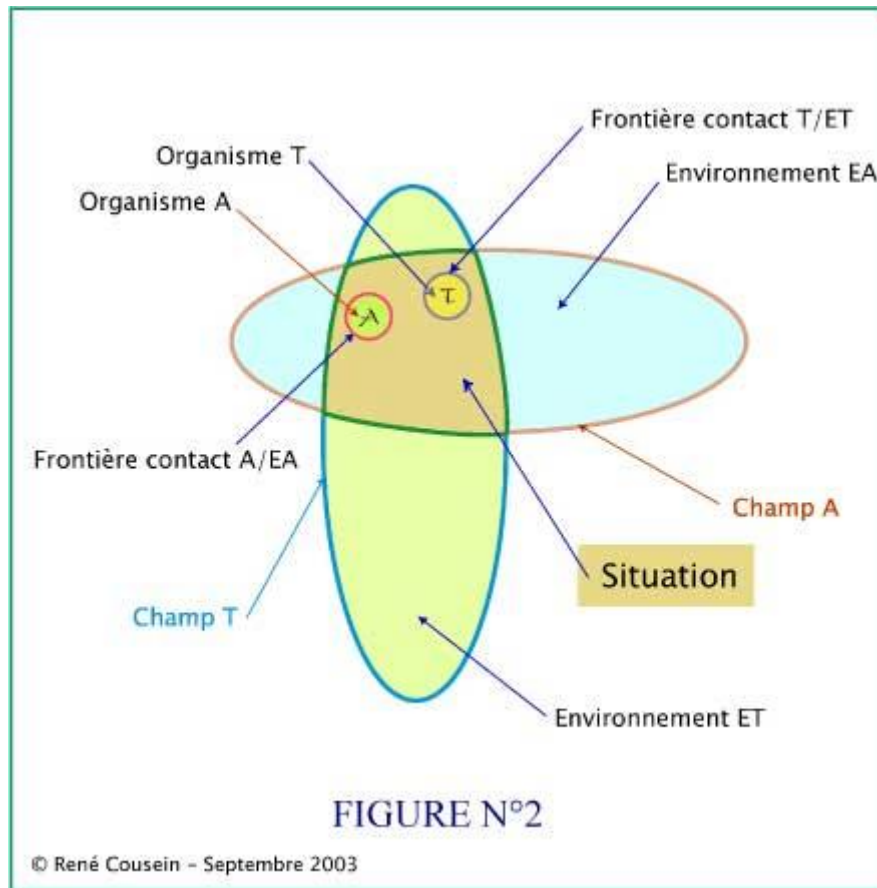 Frontière contact T/ET
Organisme T
Environnement EA
Organisme A
T
A
Frontière contact A/EA
Champ A
Situation
Champ T
Environnement ET
FIGURE N°2
© René Cousein – Septembre 2003